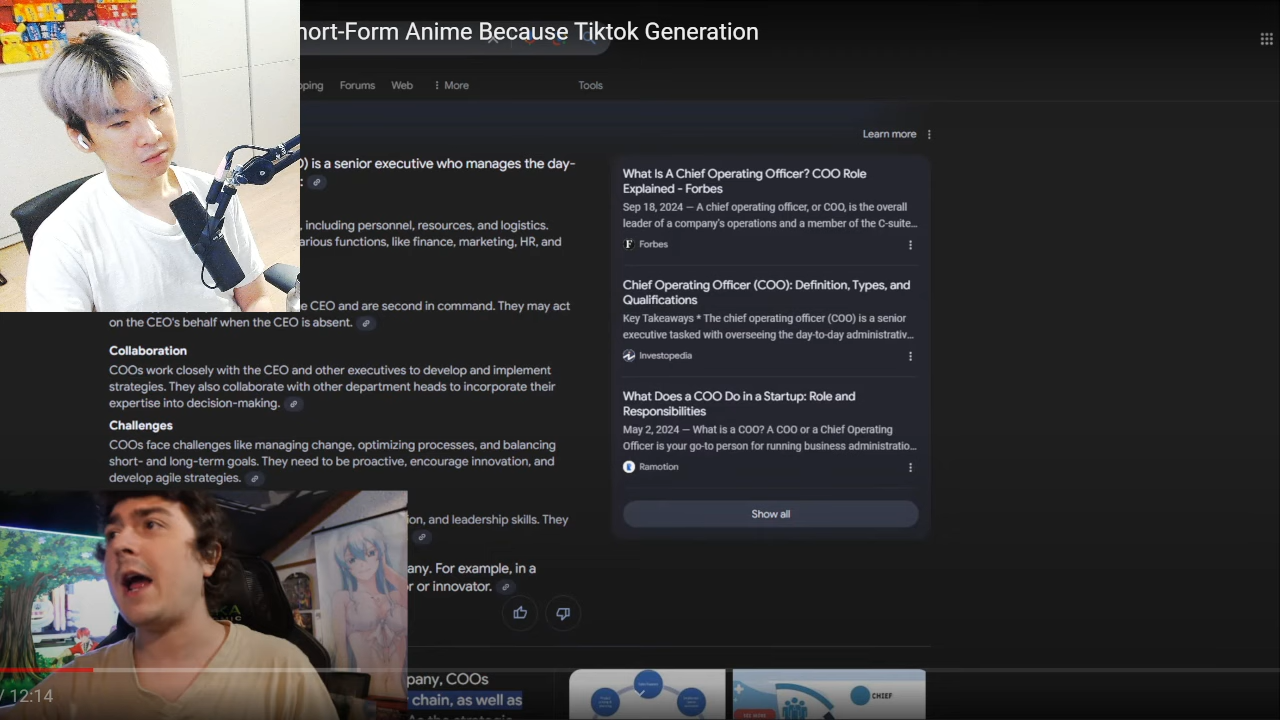 hort-Form Anime Because Tiktok Generation
pping Forums Web More Tools
Learn more
) is a senior executive who manages the day-
:
, including personnel, resources, and logistics.
arious functions, like finance, marketing, HR, and
e CEO and are second in command. They may act
on the CEO's behalf when the CEO is absent.
Collaboration
COOs work closely with the CEO and other executives to develop and implement
strategies. They also collaborate with other department heads to incorporate their
expertise into decision-making.
Challenges
COOs face challenges like managing change, optimizing processes, and balancing
short- and long-term goals. They need to be proactive, encourage innovation, and
develop agile strategies.
on, and leadership skills. They
any. For example, in a
r or innovator.
What Is A Chief Operating Officer? COO Role
Explained - Forbes
Sep 18, 2024 — A chief operating officer, or COO, is the overall
leader of a company's operations and a member of the C-suite...
Forbes
Chief Operating Officer (COO): Definition, Types, and
Qualifications
Key Takeaways * The chief operating officer (COO) is a senior
executive tasked with overseeing the day-to-day administrativ...
Investopedia
What Does a COO Do in a Startup: Role and
Responsibilities
May 2, 2024 — What is a COO? A COO or a Chief Operating
Officer is your go-to person for running business administratio...
Ramotion
Show all
pany, COOs
chain, as well as
CHIEF
/ 12:14